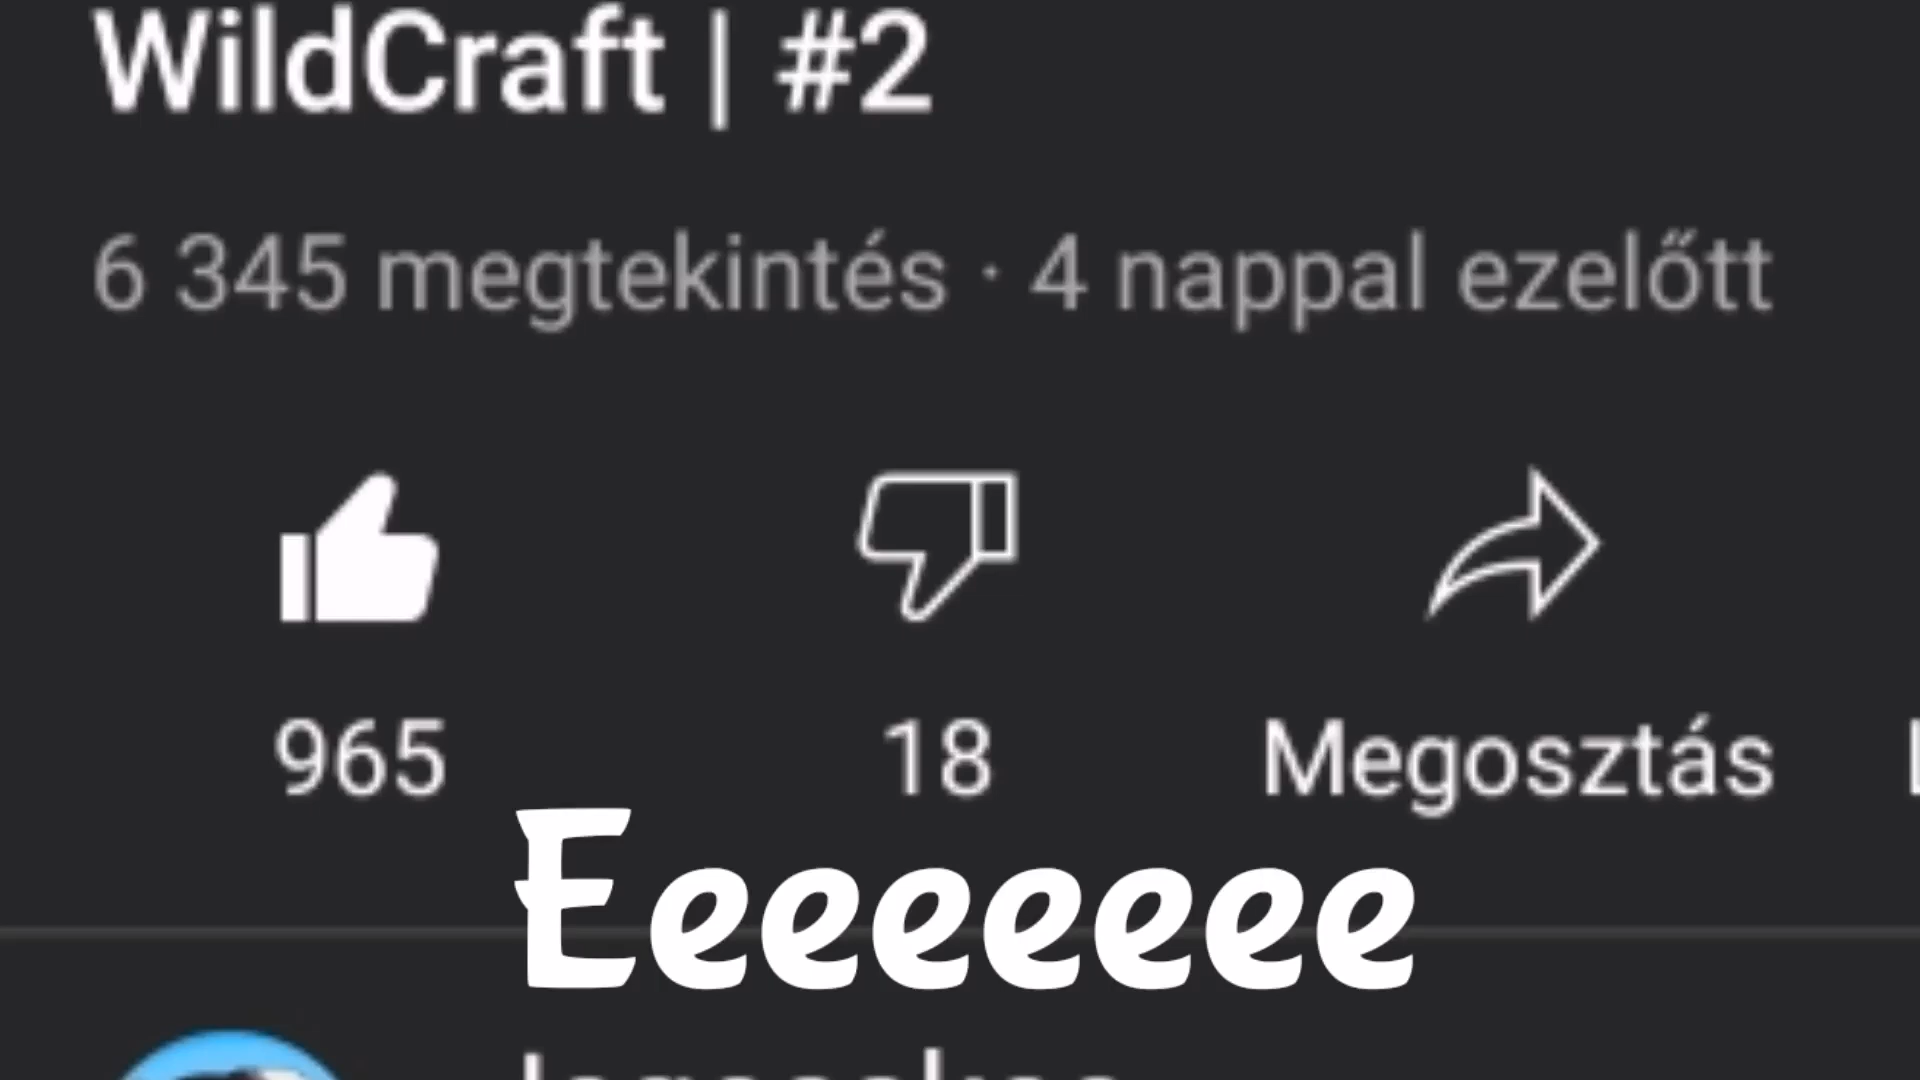 WildCraft | #2
6 345 megtekintés · 4 nappal ezelőtt
965 18 Megosztás
Eeeeeeee